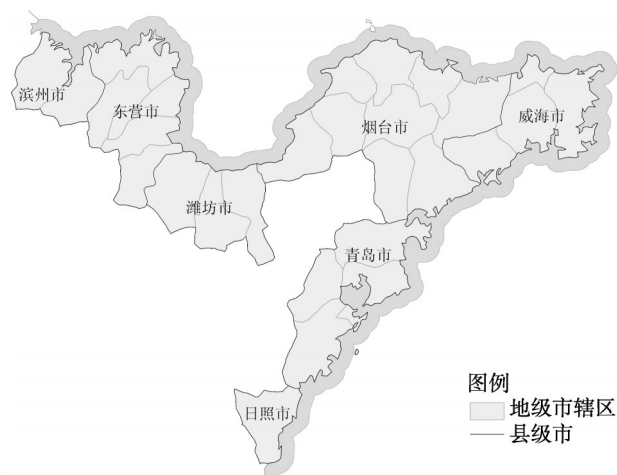 滨州市
东营市
烟台市
威海市
潍坊市
青岛市
日照市
图例
地级市辖区
县级市